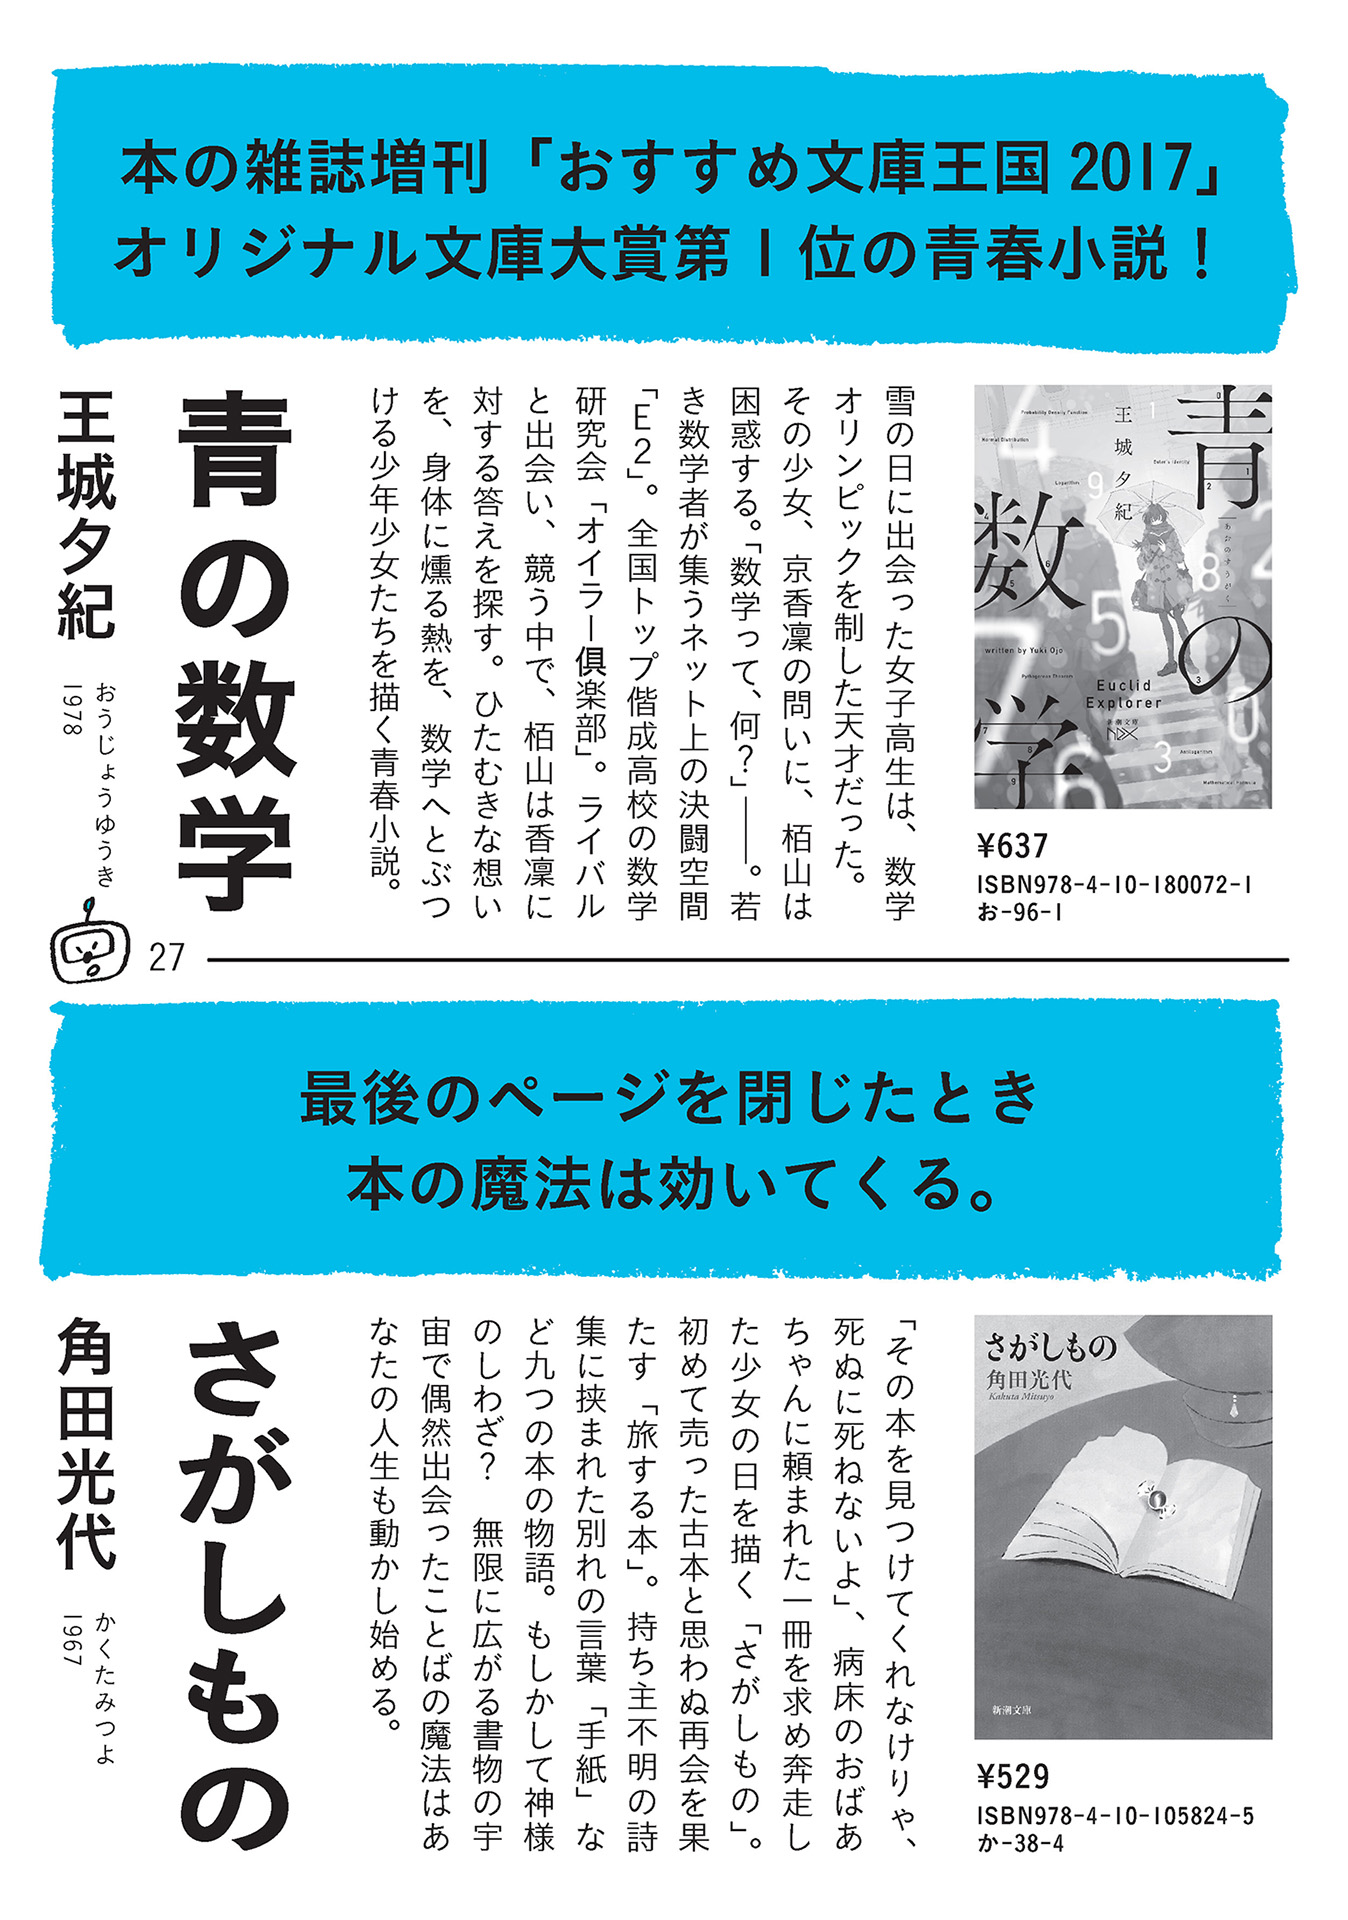 本の雑誌増刊「おすすめ文庫王国2017」
オリジナル文庫大賞第1位の青春小説！
青の数学
王城夕紀
あおのすうがく
Probability Density Function
Normal Distribution
Logarithm
Euler's Identity
written by Yuki Ojo
Pythagorean Theorem
Euclid
Explorer
新潮文庫
nex
Antilogarithm
Mathematical Formula
¥637
ISBN978-4-10-180072-1
お-96-1
雪の日に出会った女子高生は、数学
オリンピックを制した天才だった。
その少女、京香凜の問いに、栢山は
困惑する。「数学って、何？」――。若
き数学者が集うネット上の決闘空間
「E2」。全国トップ偕成高校の数学
研究会「オイラー倶楽部」。ライバル
と出会い、競う中で、栢山は香凜に
対する答えを探す。ひたむきな想い
を、身体に燻る熱を、数学へとぶつ
ける少年少女たちを描く青春小説。
青の数学
王城夕紀
おうじょうゆうき
1978
27
最後のページを閉じたとき
本の魔法は効いてくる。
さがしもの
角田光代
Kakuta Mitsuyo
新潮文庫
¥529
ISBN978-4-10-105824-5
か-38-4
「その本を見つけてくれなけりゃ、
死ぬに死ねないよ」、病床のおばあ
ちゃんに頼まれた一冊を求め奔走し
た少女の日を描く「さがしもの」。
初めて売った古本と思わぬ再会を果
たす「旅する本」。持ち主不明の詩
集に挟まれた別れの言葉「手紙」な
ど九つの本の物語。もしかして神様
のしわざ？　無限に広がる書物の宇
宙で偶然出会ったことばの魔法はあ
なたの人生も動かし始める。
さがしもの
角田光代
かくたみつよ
1967